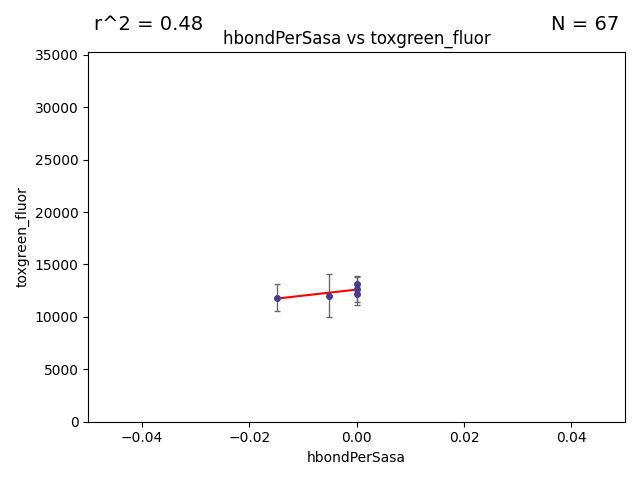 r^2 = 0.48
N = 67
hbondPerSasa vs toxgreen_fluor
35000
30000
25000
20000
15000
10000
5000
0
toxgreen_fluor
−0.04
−0.02
0.00
0.02
0.04
hbondPerSasa